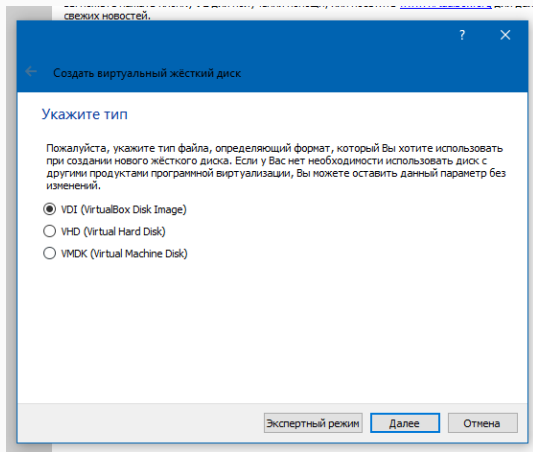 свежих новостей.
?
Создать виртуальный жёсткий диск
Укажите тип
Пожалуйста, укажите тип файла, определяющий формат, который Вы хотите использовать
при создании нового жёсткого диска. Если у Вас нет необходимости использовать диск с
другими продуктами программной виртуализации, Вы можете оставить данный параметр без
изменений.
VDI (VirtualBox Disk Image)
VHD (Virtual Hard Disk)
VMDK (Virtual Machine Disk)
Экспертный режим Далее Отмена